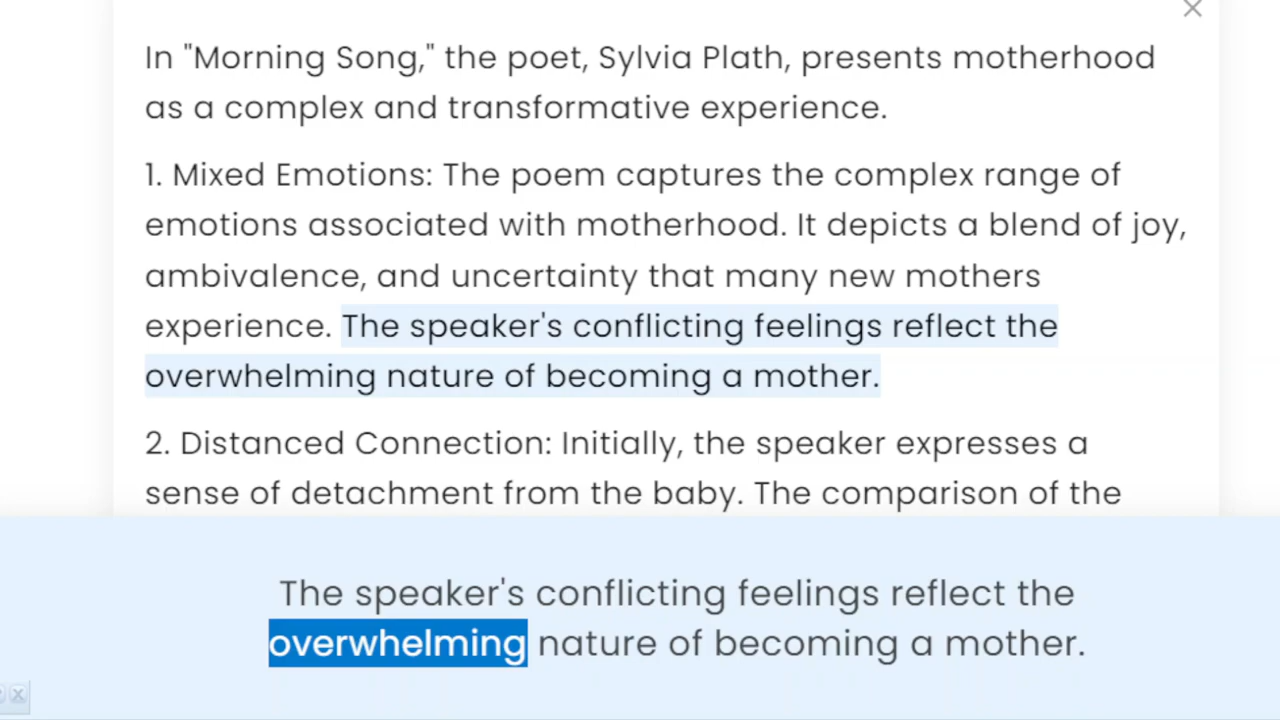 In "Morning Song," the poet, Sylvia Plath, presents motherhood
as a complex and transformative experience.
1. Mixed Emotions: The poem captures the complex range of
emotions associated with motherhood. It depicts a blend of joy,
ambivalence, and uncertainty that many new mothers
experience. The speaker's conflicting feelings reflect the
overwhelming nature of becoming a mother.
2. Distanced Connection: Initially, the speaker expresses a
sense of detachment from the baby. The comparison of the
The speaker's conflicting feelings reflect the
overwhelming nature of becoming a mother.